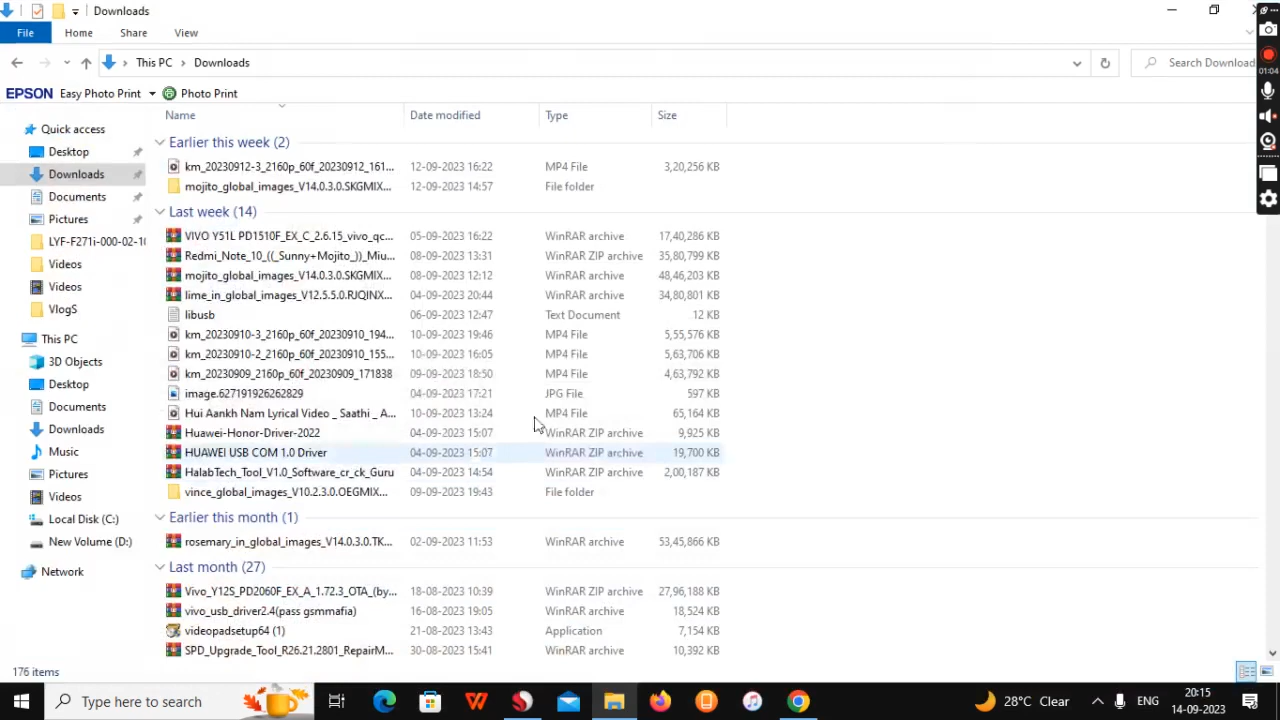 Downloads
File Home Share View
This PC Downloads Search Download
EPSON Easy Photo Print Photo Print
01:04
Name Date modified Type Size
Quick access
Desktop
Downloads
Documents
Pictures
LYF-F271i-000-02-1
Videos
Videos
VlogS
This PC
3D Objects
Desktop
Documents
Downloads
Music
Pictures
Videos
Local Disk (C:)
New Volume (D:)
Network
Earlier this week (2)
km_20230912-3_2160p_60f_20230912_161... 12-09-2023 16:22 MP4 File 3,20,256 KB
mojito_global_images_V14.0.3.0.SKGMIX... 12-09-2023 14:57 File folder
Last week (14)
VIVO Y51L PD1510F_EX_C_2.6.15_vivo_qc... 05-09-2023 16:22 WinRAR archive 17,40,286 KB
Redmi_Note_10_((_Sunny+Mojito_))_Miu... 08-09-2023 13:31 WinRAR ZIP archive 35,80,799 KB
mojito_global_images_V14.0.3.0.SKGMIX... 08-09-2023 12:12 WinRAR archive 48,46,203 KB
lime_in_global_images_V12.5.5.0.RJQINX... 04-09-2023 20:44 WinRAR archive 34,80,801 KB
libusb 06-09-2023 12:47 Text Document 12 KB
km_20230910-3_2160p_60f_20230910_194... 10-09-2023 19:46 MP4 File 5,55,576 KB
km_20230910-2_2160p_60f_20230910_155... 10-09-2023 16:05 MP4 File 5,63,706 KB
km_20230909_2160p_60f_20230909_171838 09-09-2023 18:50 MP4 File 4,63,792 KB
image.627191926262829 04-09-2023 17:21 JPG File 597 KB
Hui Aankh Nam Lyrical Video _ Saathi _ A... 10-09-2023 13:24 MP4 File 65,164 KB
Huawei-Honor-Driver-2022 04-09-2023 15:07 WinRAR ZIP archive 9,925 KB
HUAWEI USB COM 1.0 Driver 04-09-2023 15:07 WinRAR ZIP archive 19,700 KB
HalabTech_Tool_V1.0_Software_cr_ck_Guru 04-09-2023 14:54 WinRAR ZIP archive 2,00,187 KB
vince_global_images_V10.2.3.0.OEGMIX... 09-09-2023 19:43 File folder
Earlier this month (1)
rosemary_in_global_images_V14.0.3.0.TK... 02-09-2023 11:53 WinRAR archive 53,45,866 KB
Last month (27)
Vivo_Y12S_PD2060F_EX_A_1.72.3_OTA_(by... 18-08-2023 10:39 WinRAR ZIP archive 27,96,188 KB
vivo_usb_driver2.4(pass gsmmafia) 16-08-2023 19:05 WinRAR archive 18,524 KB
videopadsetup64 (1) 21-08-2023 13:43 Application 7,154 KB
SPD_Upgrade_Tool_R26.21.2801_RepairM... 30-08-2023 15:41 WinRAR archive 10,392 KB
176 items
Type here to search 28°C Clear ENG 20:15
14-09-2023